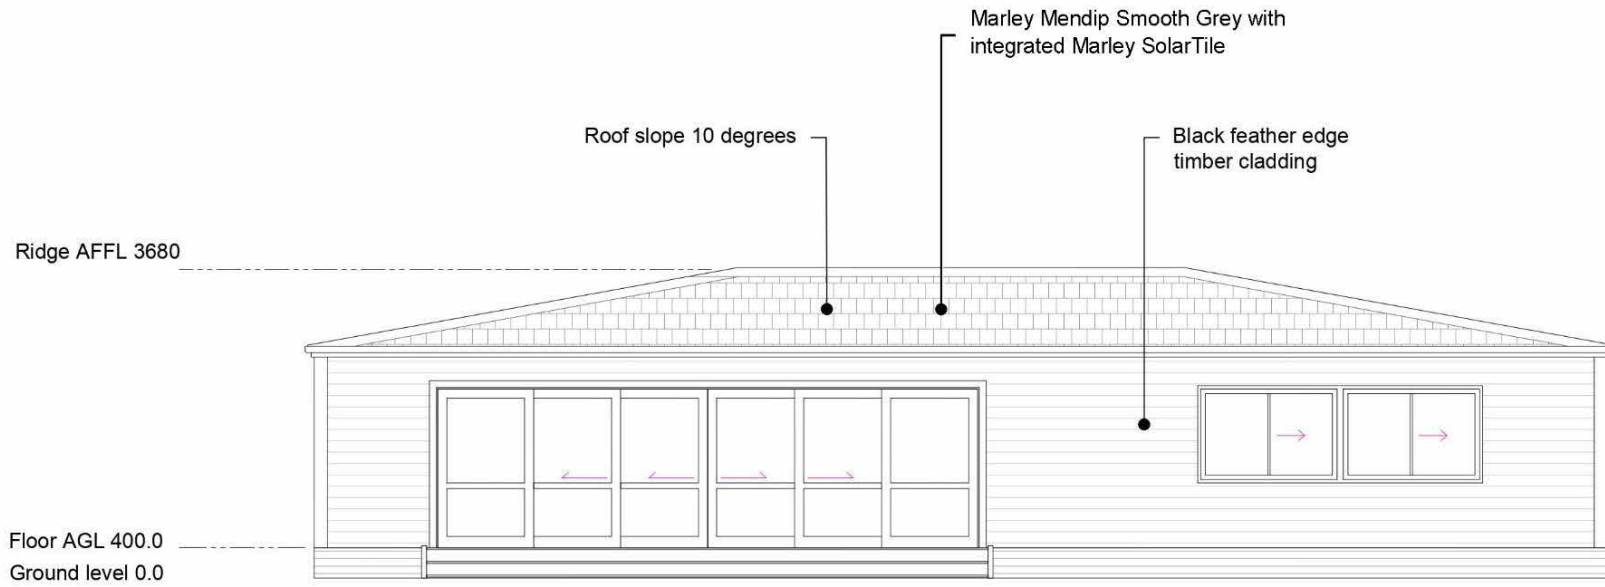 Marley Mendip Smooth Grey with
integrated Marley SolarTile
Roof slope 10 degrees
Black feather edge
timber cladding
Ridge AFFL 3680
Floor AGL 400.0
Ground level 0.0